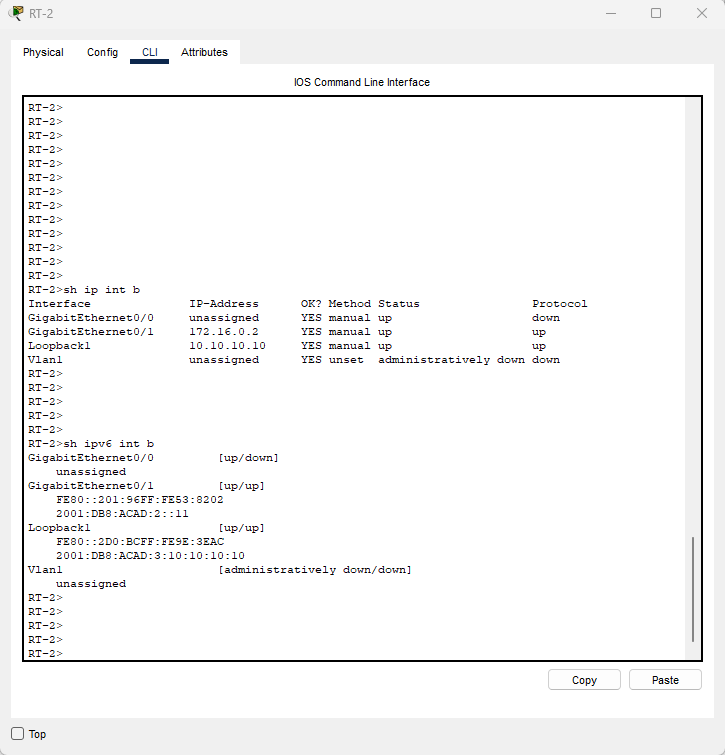 RT-2
Physical Config CLI Attributes
IOS Command Line Interface
RT-2>
RT-2>
RT-2>
RT-2>
RT-2>
RT-2>
RT-2>
RT-2>
RT-2>
RT-2>
RT-2>
RT-2>
RT-2>
RT-2>sh ip int b
Interface              IP-Address      OK? Method Status                Protocol
GigabitEthernet0/0     unassigned      YES manual up                    down
GigabitEthernet0/1     172.16.0.2      YES manual up                    up
Loopback1              10.10.10.10     YES manual up                    up
Vlan1                  unassigned      YES unset  administratively down down
RT-2>
RT-2>
RT-2>
RT-2>
RT-2>sh ipv6 int b
GigabitEthernet0/0         [up/down]
    unassigned
GigabitEthernet0/1         [up/up]
    FE80::201:96FF:FE53:8202
    2001:DB8:ACAD:2::11
Loopback1                  [up/up]
    FE80::2D0:BCFF:FE9E:3EAC
    2001:DB8:ACAD:3:10:10:10:10
Vlan1                      [administratively down/down]
    unassigned
RT-2>
RT-2>
RT-2>
RT-2>
RT-2>
Copy Paste
Top